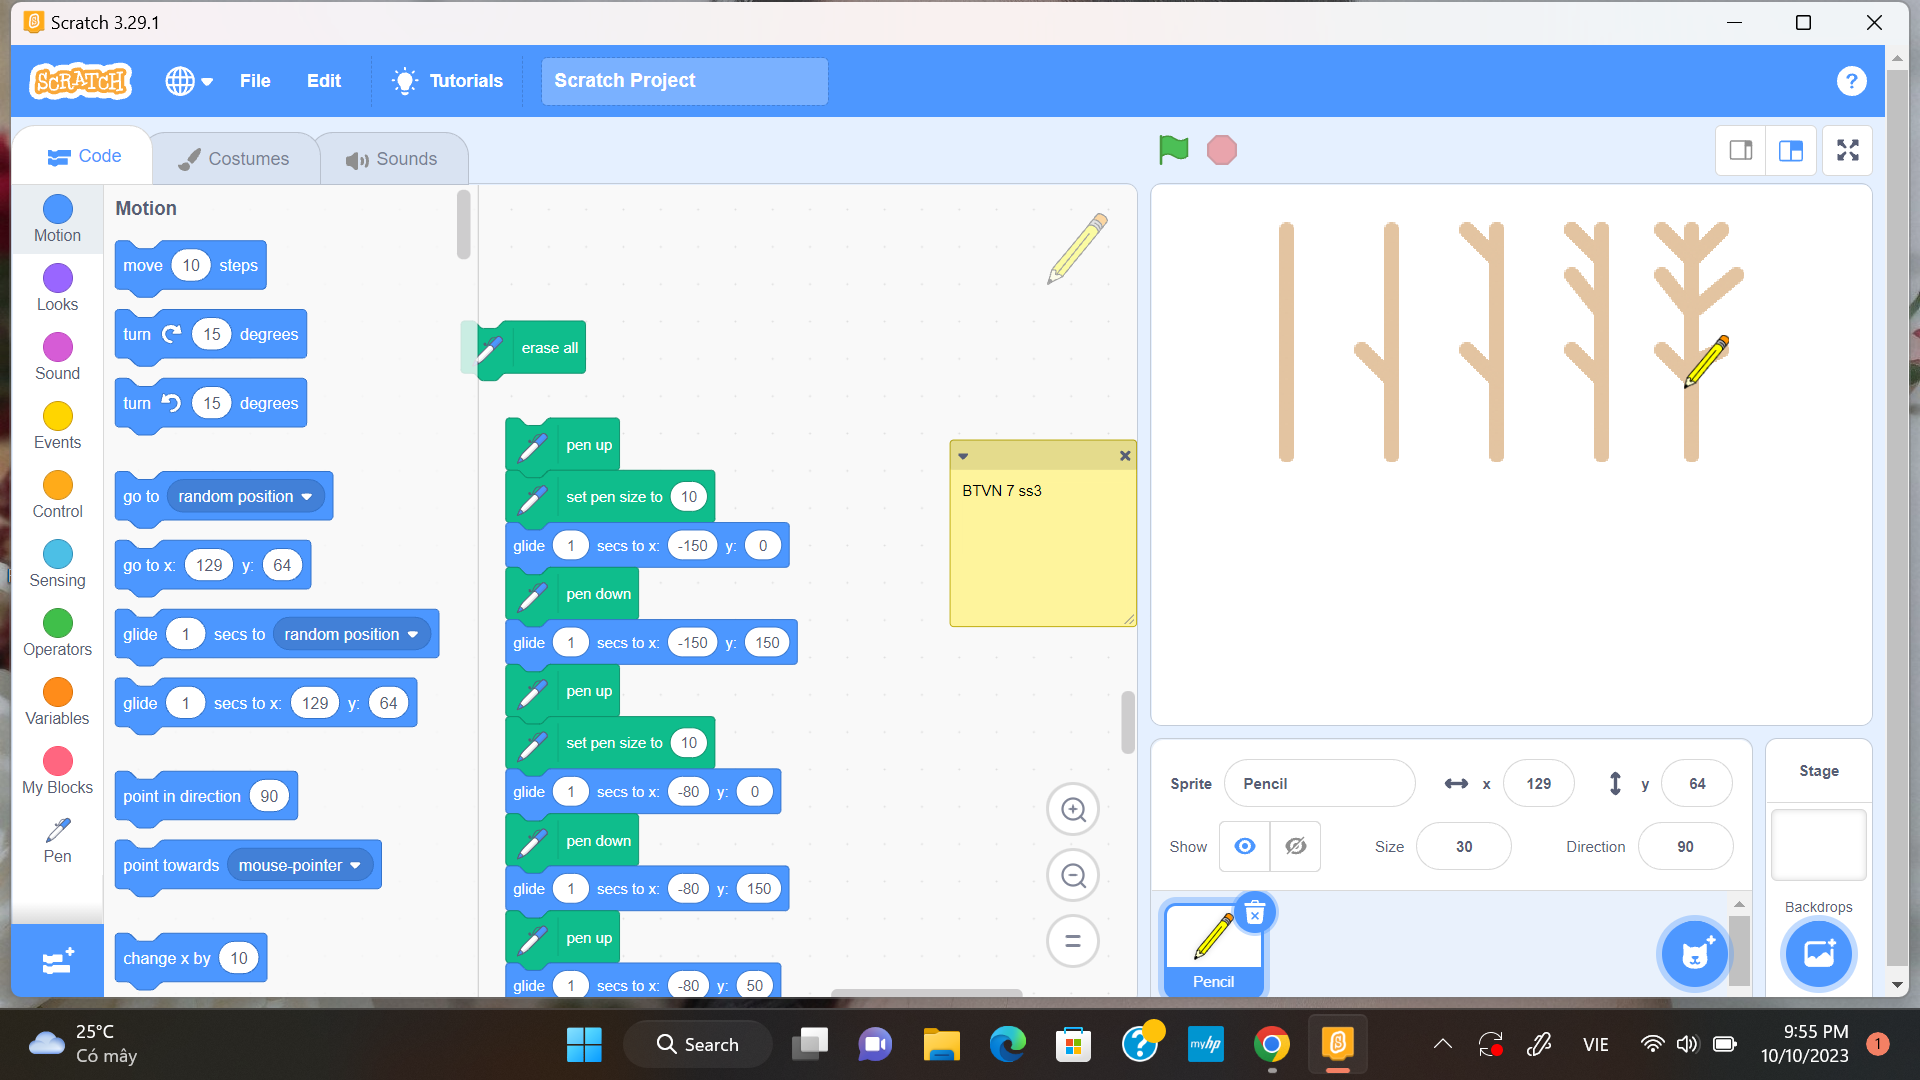 Scratch 3.29.1
SCRATCH
File
Edit
Tutorials
Scratch Project
?
Code
Costumes
Sounds
Motion
Looks
Sound
Events
Control
Sensing
Operators
Variables
My Blocks
Pen
Motion
move 10 steps
turn 15 degrees
turn 15 degrees
go to random position
go to x: 129 y: 64
glide 1 secs to random position
glide 1 secs to x: 129 y: 64
point in direction 90
point towards mouse-pointer
change x by 10
erase all
pen up
set pen size to 10
glide 1 secs to x: -150 y: 0
pen down
glide 1 secs to x: -150 y: 150
pen up
set pen size to 10
glide 1 secs to x: -80 y: 0
pen down
glide 1 secs to x: -80 y: 150
pen up
glide 1 secs to x: -80 y: 50
BTVN 7 ss3
Sprite Pencil x 129 y 64
Show Size 30 Direction 90
Pencil
Stage
Backdrops
25°C
Có mây
Search
?
myhp
VIE
9:55 PM
10/10/2023
1